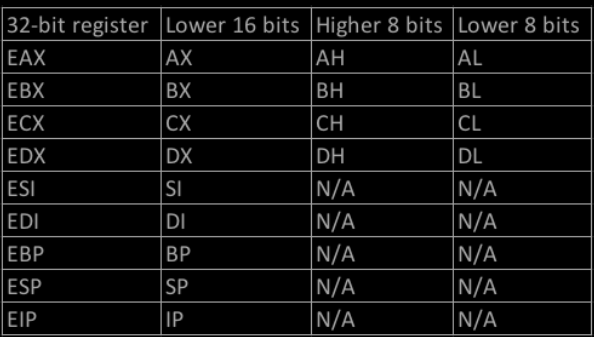 32-bit register Lower 16 bits Higher 8 bits Lower 8 bits
EAX AX AH AL
EBX BX BH BL
ECX CX CH CL
EDX DX DH DL
ESI SI N/A N/A
EDI DI N/A N/A
EBP BP N/A N/A
ESP SP N/A N/A
EIP IP N/A N/A